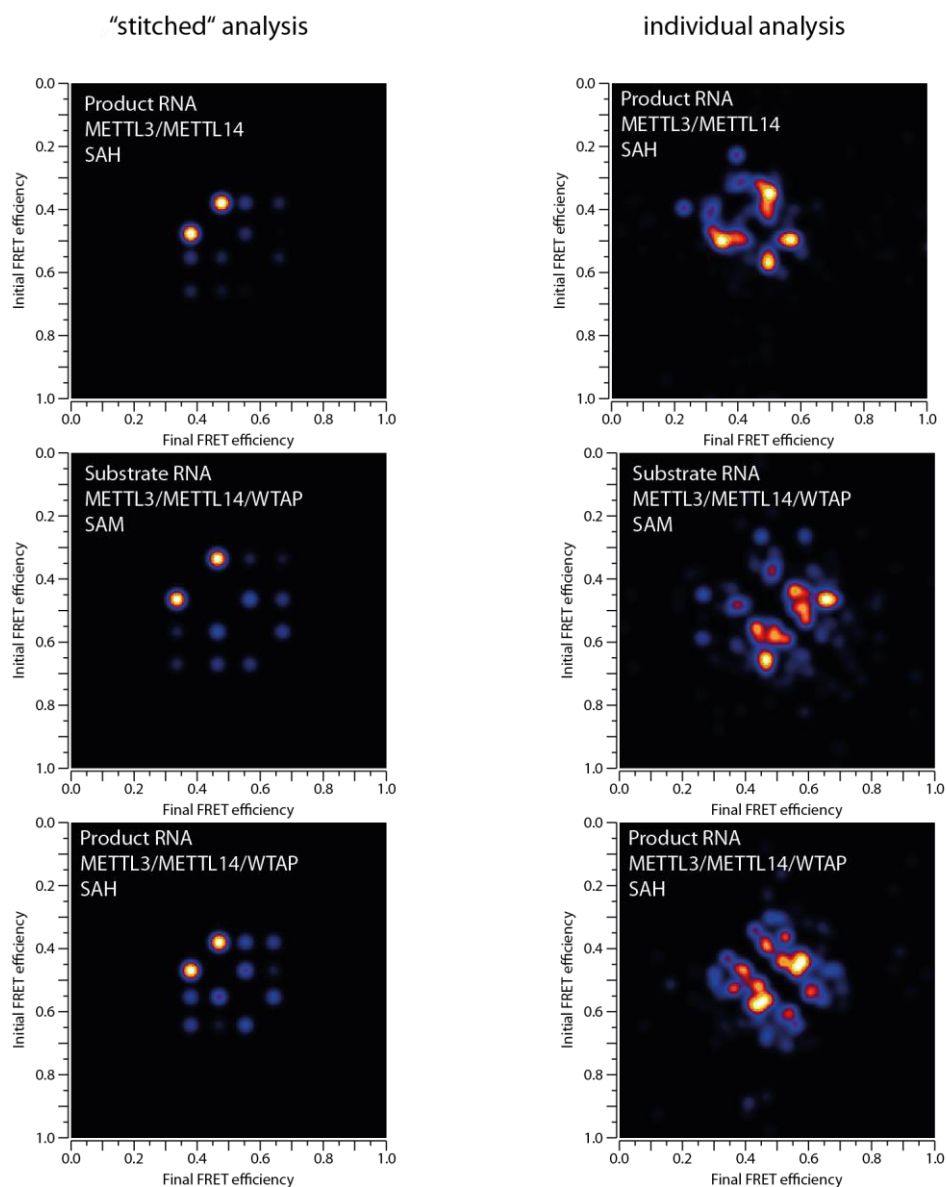 "stitched" analysis
individual analysis
Product RNA
METTL3/METTL14
SAH
0.0
0.2
0.4
0.6
0.8
1.0
Initial FRET efficiency
0.0 0.2 0.4 0.6 0.8 1.0
Final FRET efficiency
Product RNA
METTL3/METTL14
SAH
0.0
0.2
0.4
0.6
0.8
1.0
Initial FRET efficiency
0.0 0.2 0.4 0.6 0.8 1.0
Final FRET efficiency
Substrate RNA
METTL3/METTL14/WTAP
SAM
0.0
0.2
0.4
0.6
0.8
1.0
Initial FRET efficiency
0.0 0.2 0.4 0.6 0.8 1.0
Final FRET efficiency
Substrate RNA
METTL3/METTL14/WTAP
SAM
0.0
0.2
0.4
0.6
0.8
1.0
Initial FRET efficiency
0.0 0.2 0.4 0.6 0.8 1.0
Final FRET efficiency
Product RNA
METTL3/METTL14/WTAP
SAH
0.0
0.2
0.4
0.6
0.8
1.0
Initial FRET efficiency
0.0 0.2 0.4 0.6 0.8 1.0
Final FRET efficiency
Product RNA
METTL3/METTL14/WTAP
SAH
0.0
0.2
0.4
0.6
0.8
1.0
Initial FRET efficiency
0.0 0.2 0.4 0.6 0.8 1.0
Final FRET efficiency